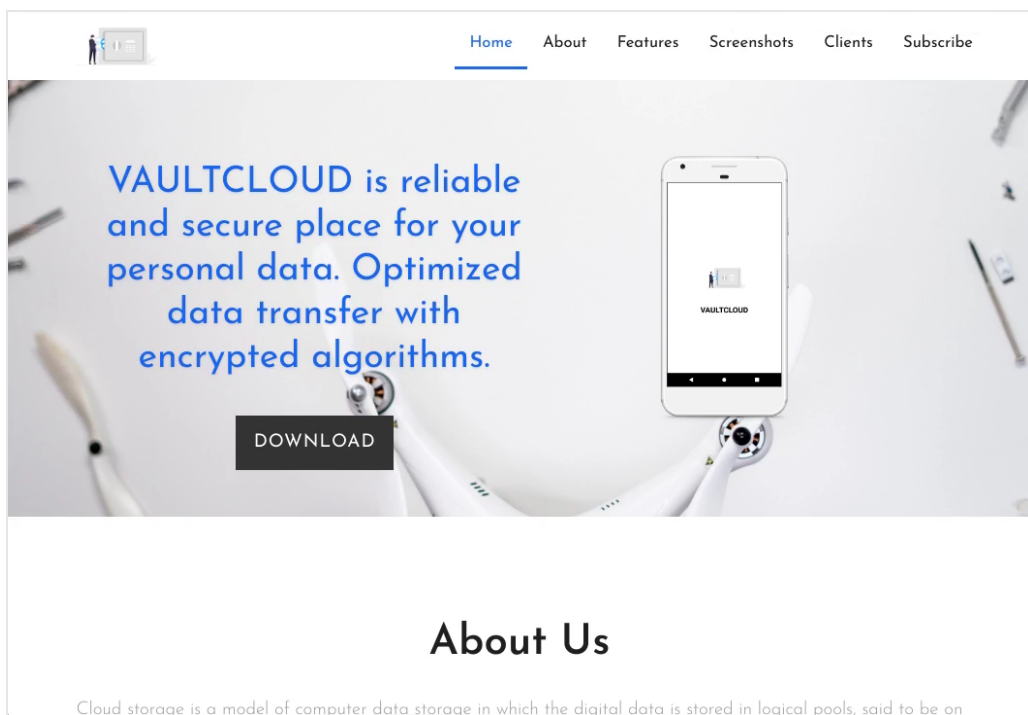 Home About Features Screenshots Clients Subscribe
VAULTCLOUD is reliable
and secure place for your
personal data. Optimized
data transfer with
encrypted algorithms.
VAULTCLOUD
DOWNLOAD
About Us
Cloud storage is a model of computer data storage in which the digital data is stored in logical pools, said to be on